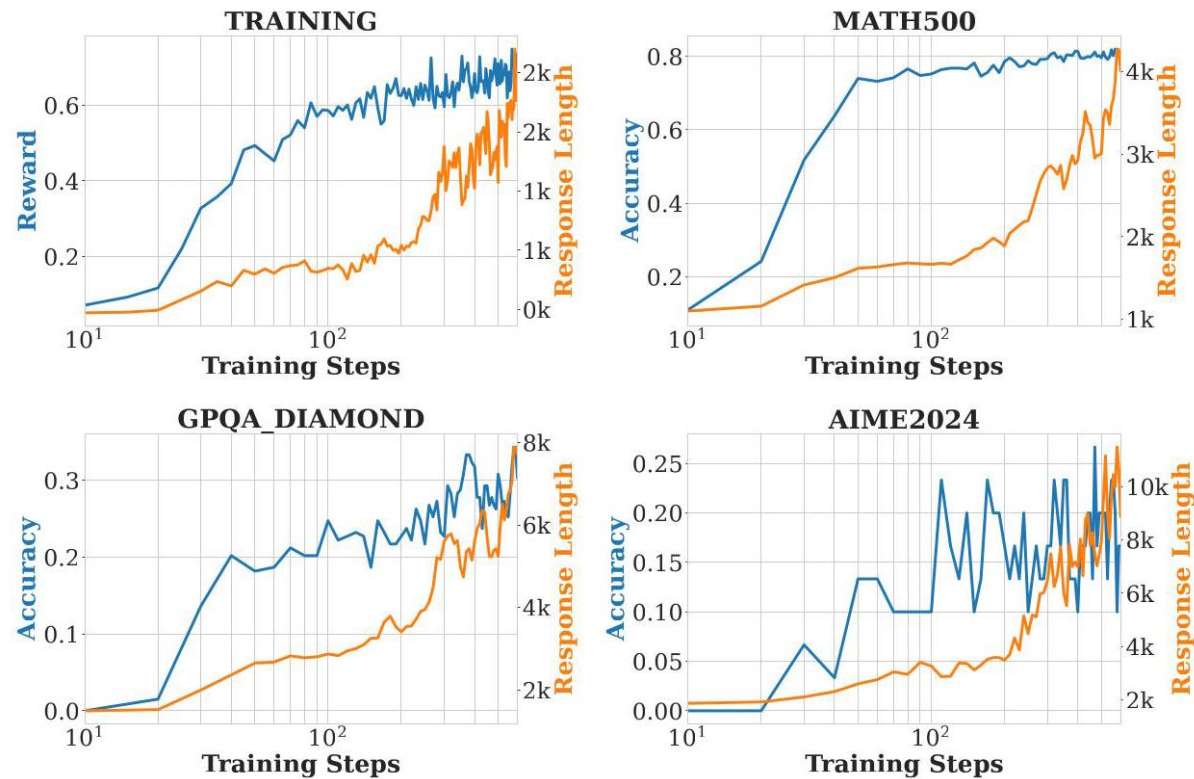 TRAINING
Reward
0.6
0.4
0.2
2k
2k
1k
1k
0k
Response Length
10¹
10²
Training Steps
MATH500
Accuracy
0.8
0.6
0.4
0.2
4k
3k
2k
1k
Response Length
10¹
10²
Training Steps
GPQA_DIAMOND
Accuracy
0.3
0.2
0.1
0.0
8k
6k
4k
2k
Response Length
10¹
10²
Training Steps
AIME2024
Accuracy
0.25
0.20
0.15
0.10
0.05
0.00
10k
8k
6k
4k
2k
Response Length
10¹
10²
Training Steps